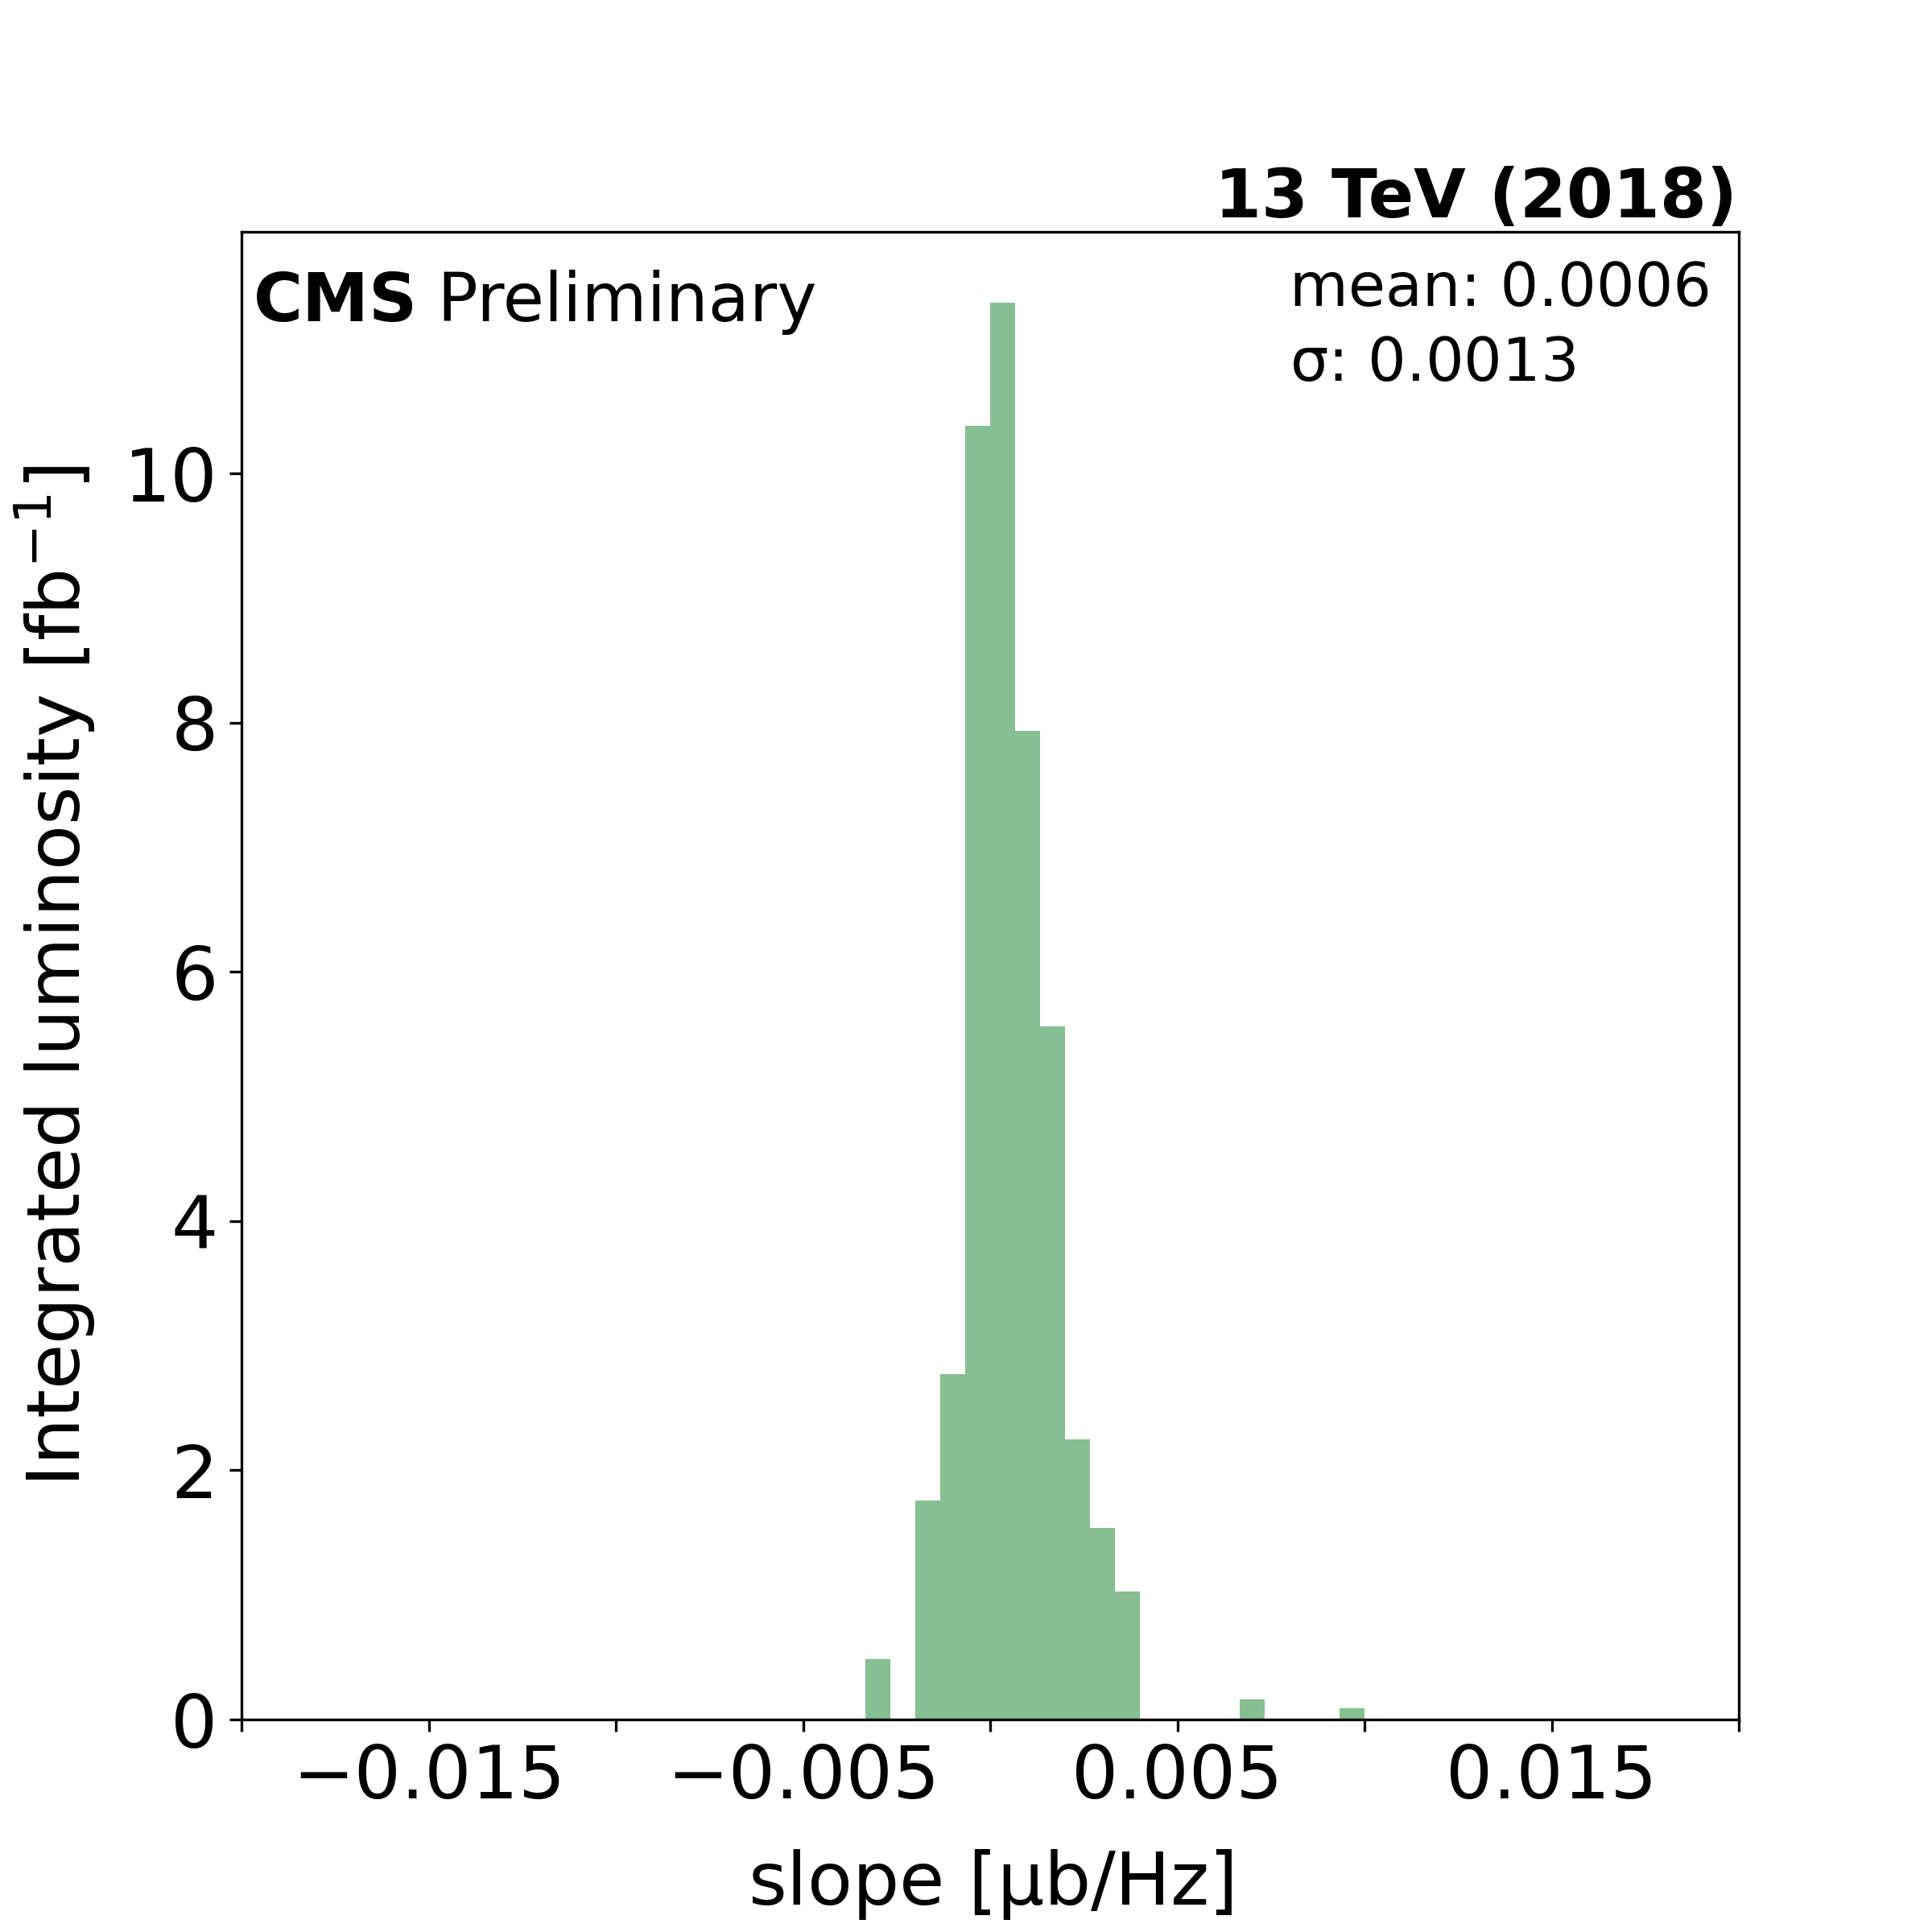 13 TeV (2018)
CMS Preliminary
mean: 0.0006
σ: 0.0013
Integrated luminosity [fb⁻¹]
10
8
6
4
2
0
−0.015 −0.005 0.005 0.015
slope [µb/Hz]